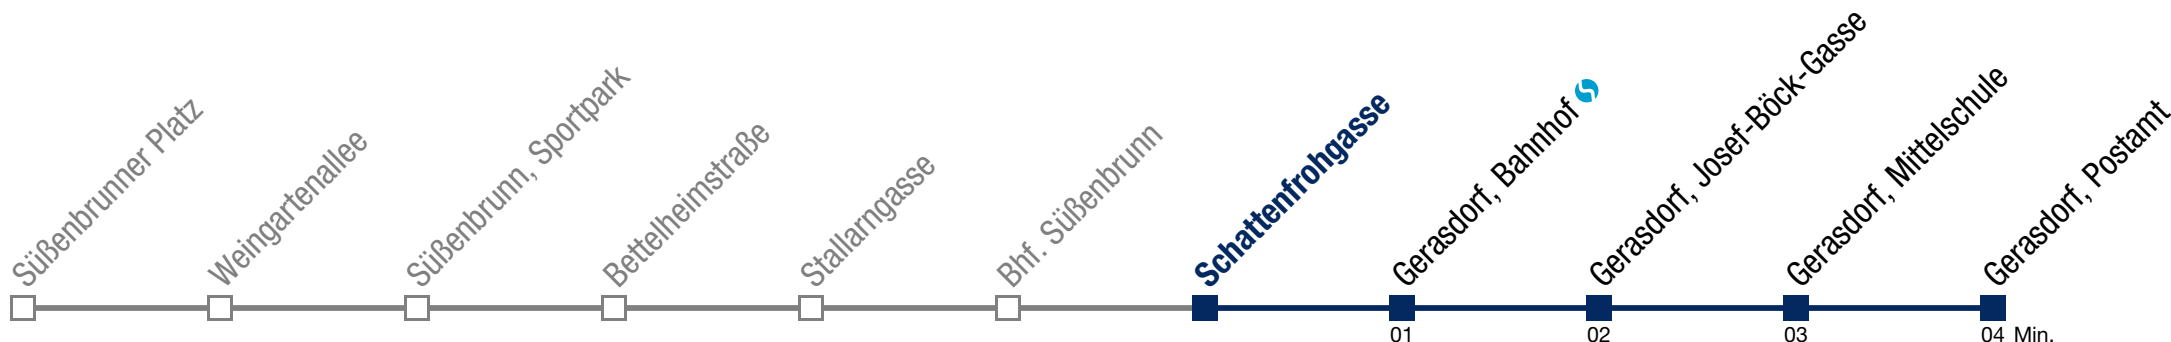 Süßenbrunner Platz
Weingartenallee
Süßenbrunn, Sportpark
Bettelheimstraße
Stallarngasse
Bhf. Süßenbrunn
Schattenfrohgasse
Gerasdorf, Bahnhof
Gerasdorf, Josef-Böck-Gasse
Gerasdorf, Mittelschule
Gerasdorf, Postamt
01 02 03 04 Min.